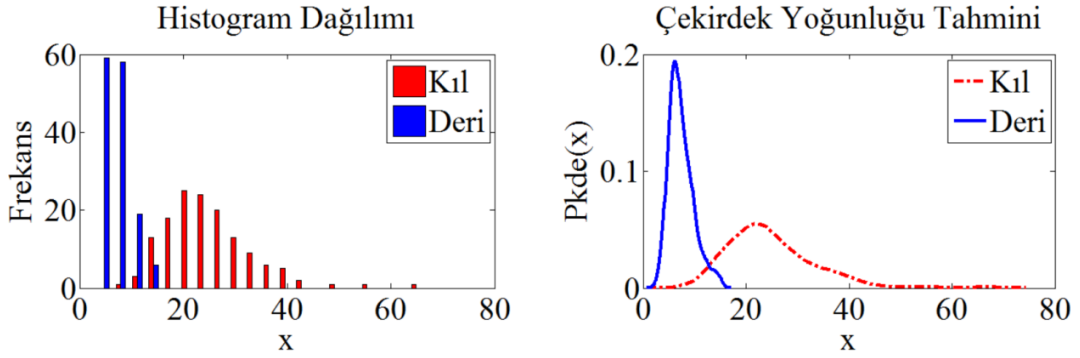 Histogram Dağılımı
Frekans
60
40
20
0
0 20 40 60 80
x
Kıl
Deri
Çekirdek Yoğunluğu Tahmini
Pkde(x)
0.2
0.1
0
0 20 40 60 80
x
Kıl
Deri